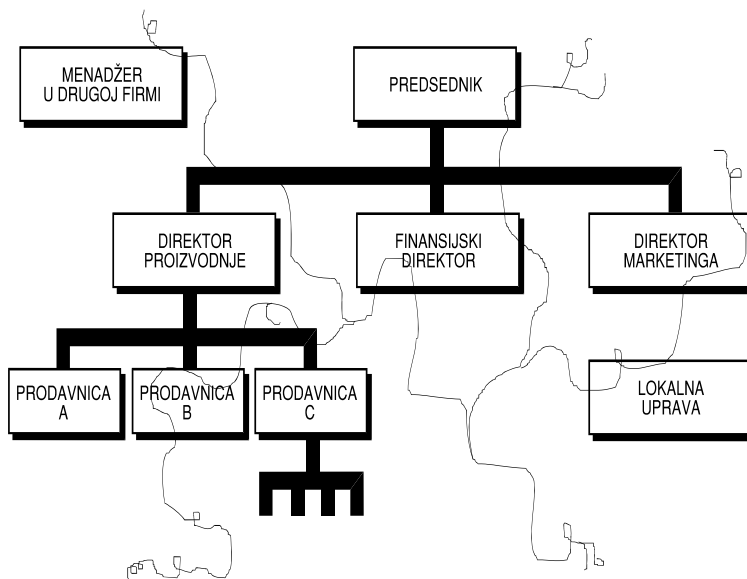 MENADŽER
U DRUGOJ FIRMI
PREDSEDNIK
DIREKTOR
PROIZVODNJE
FINANSIJSKI
DIREKTOR
DIREKTOR
MARKETINGA
PRODAVNICA
A
PRODAVNICA
B
PRODAVNICA
C
LOKALNA
UPRAVA